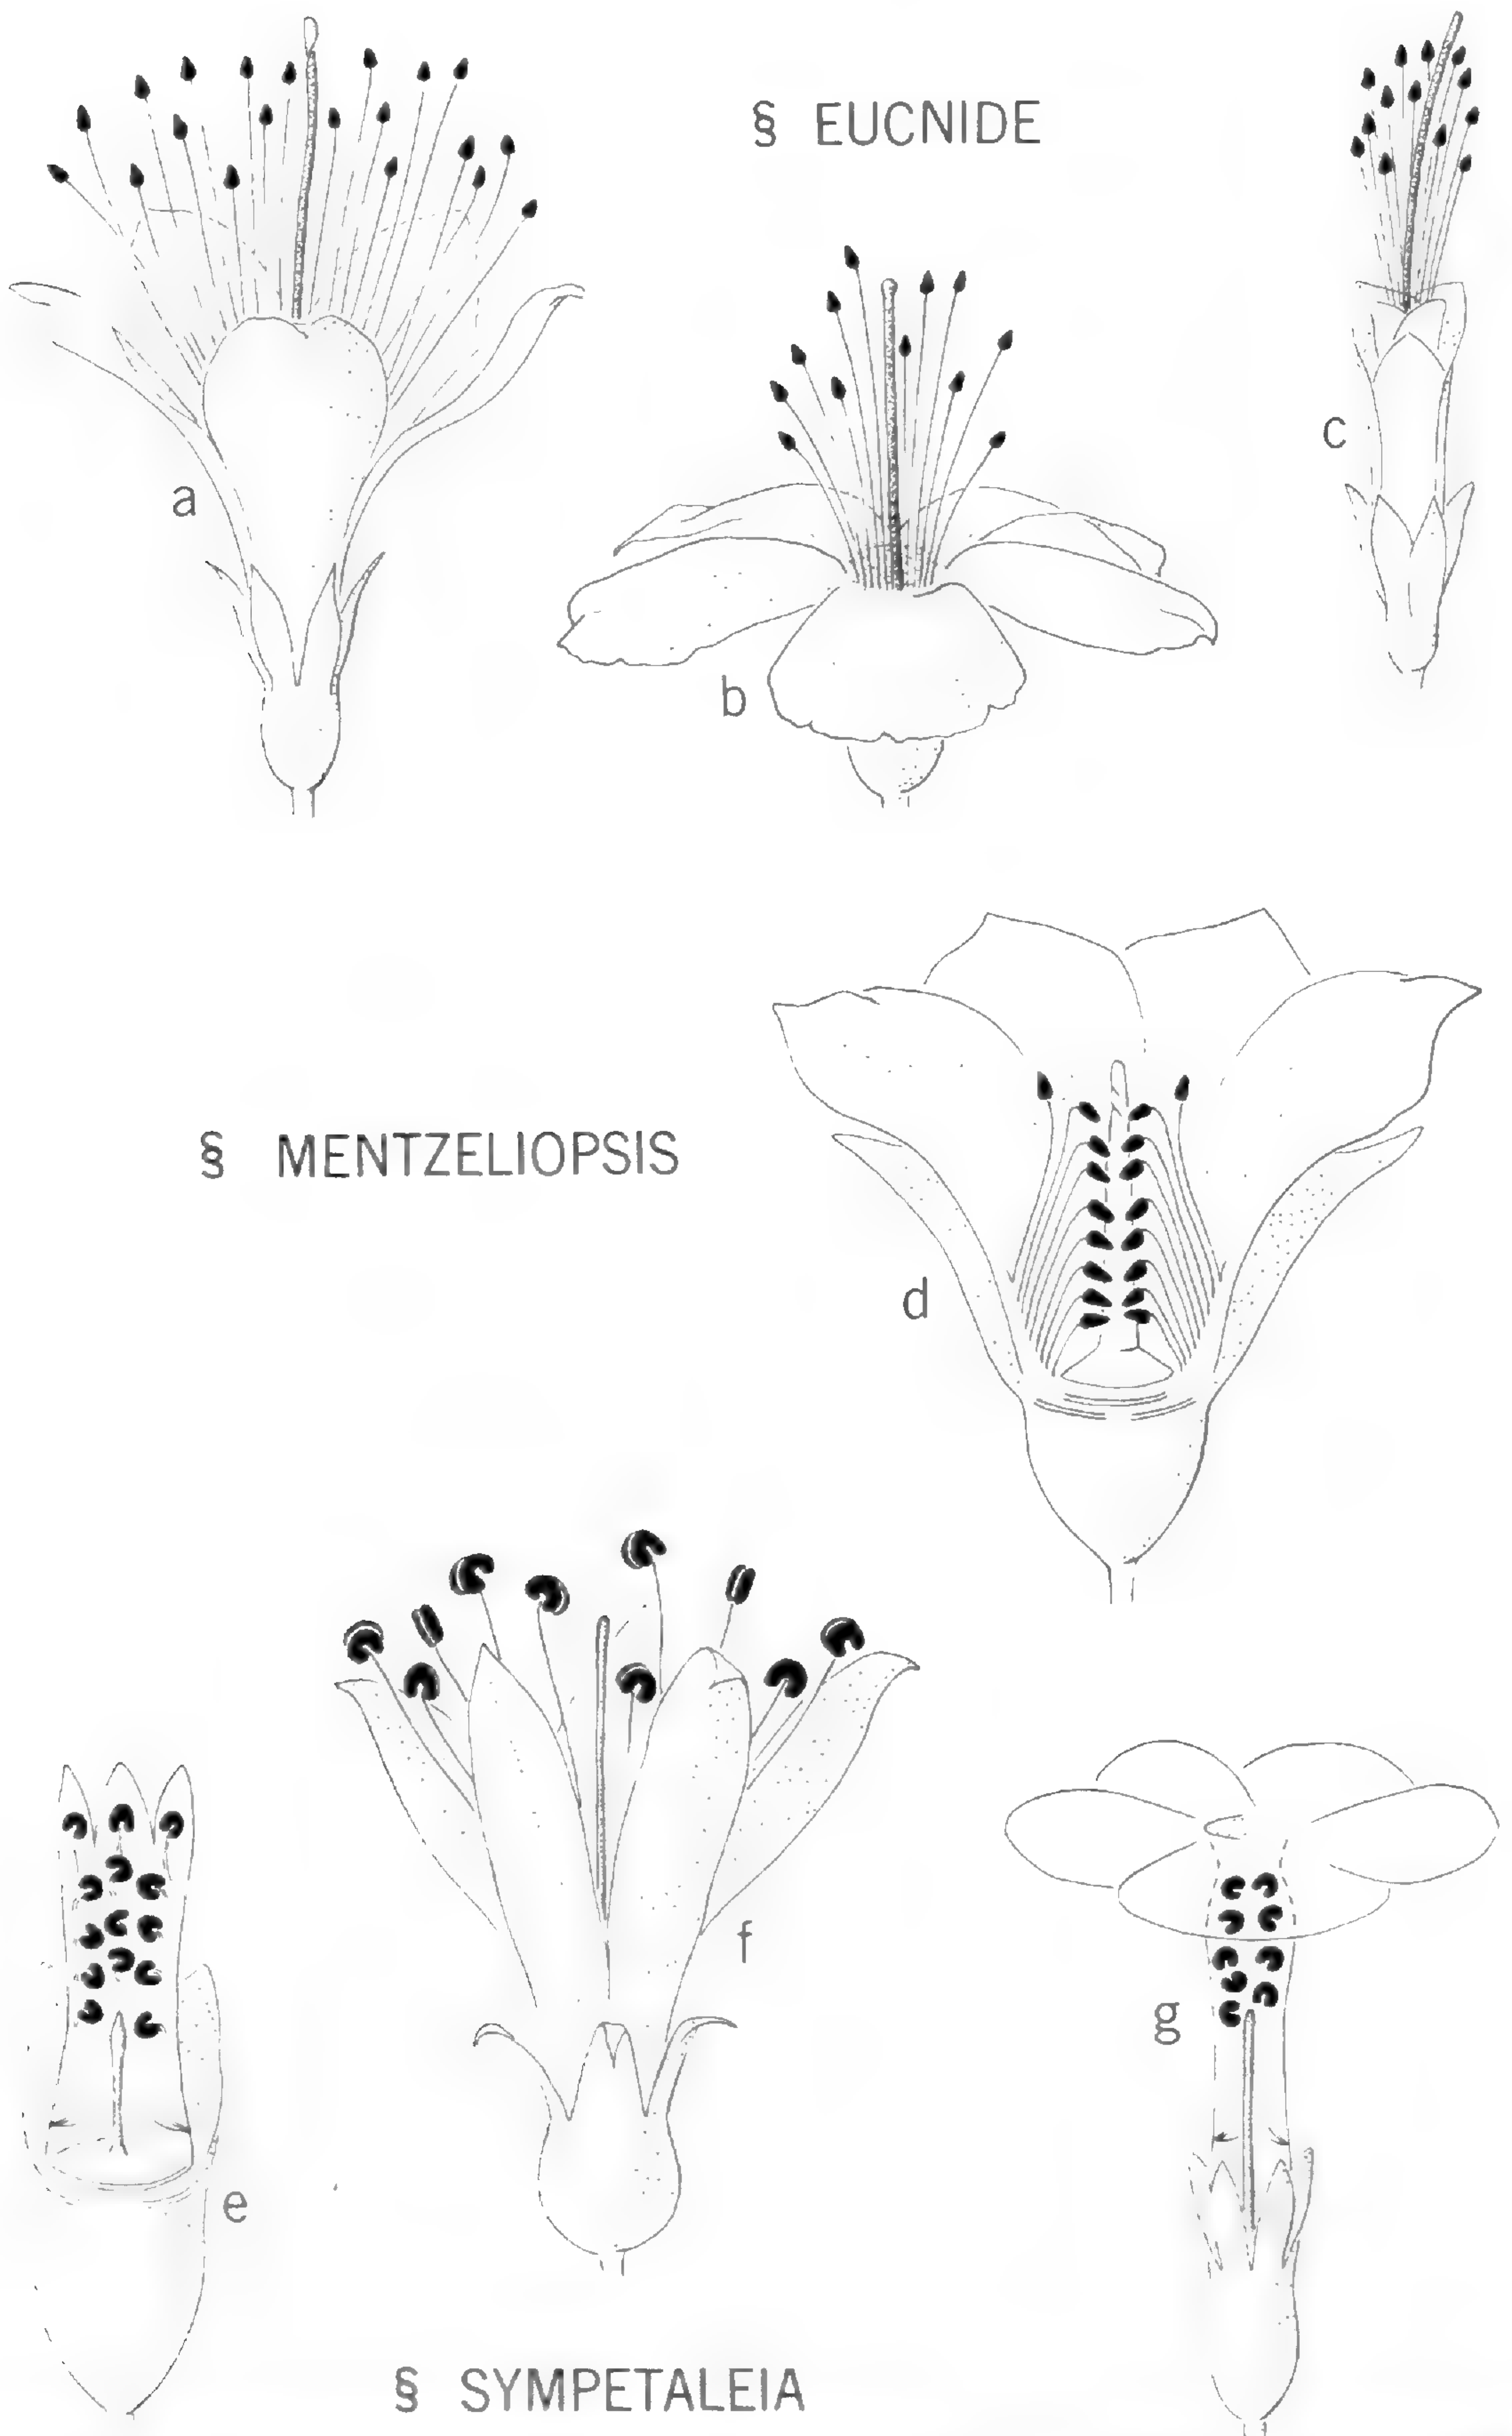 § EUCNIDE
a
b
c
§ MENTZELIOPSIS
d
e
f
g
§ SYMPETALEIA